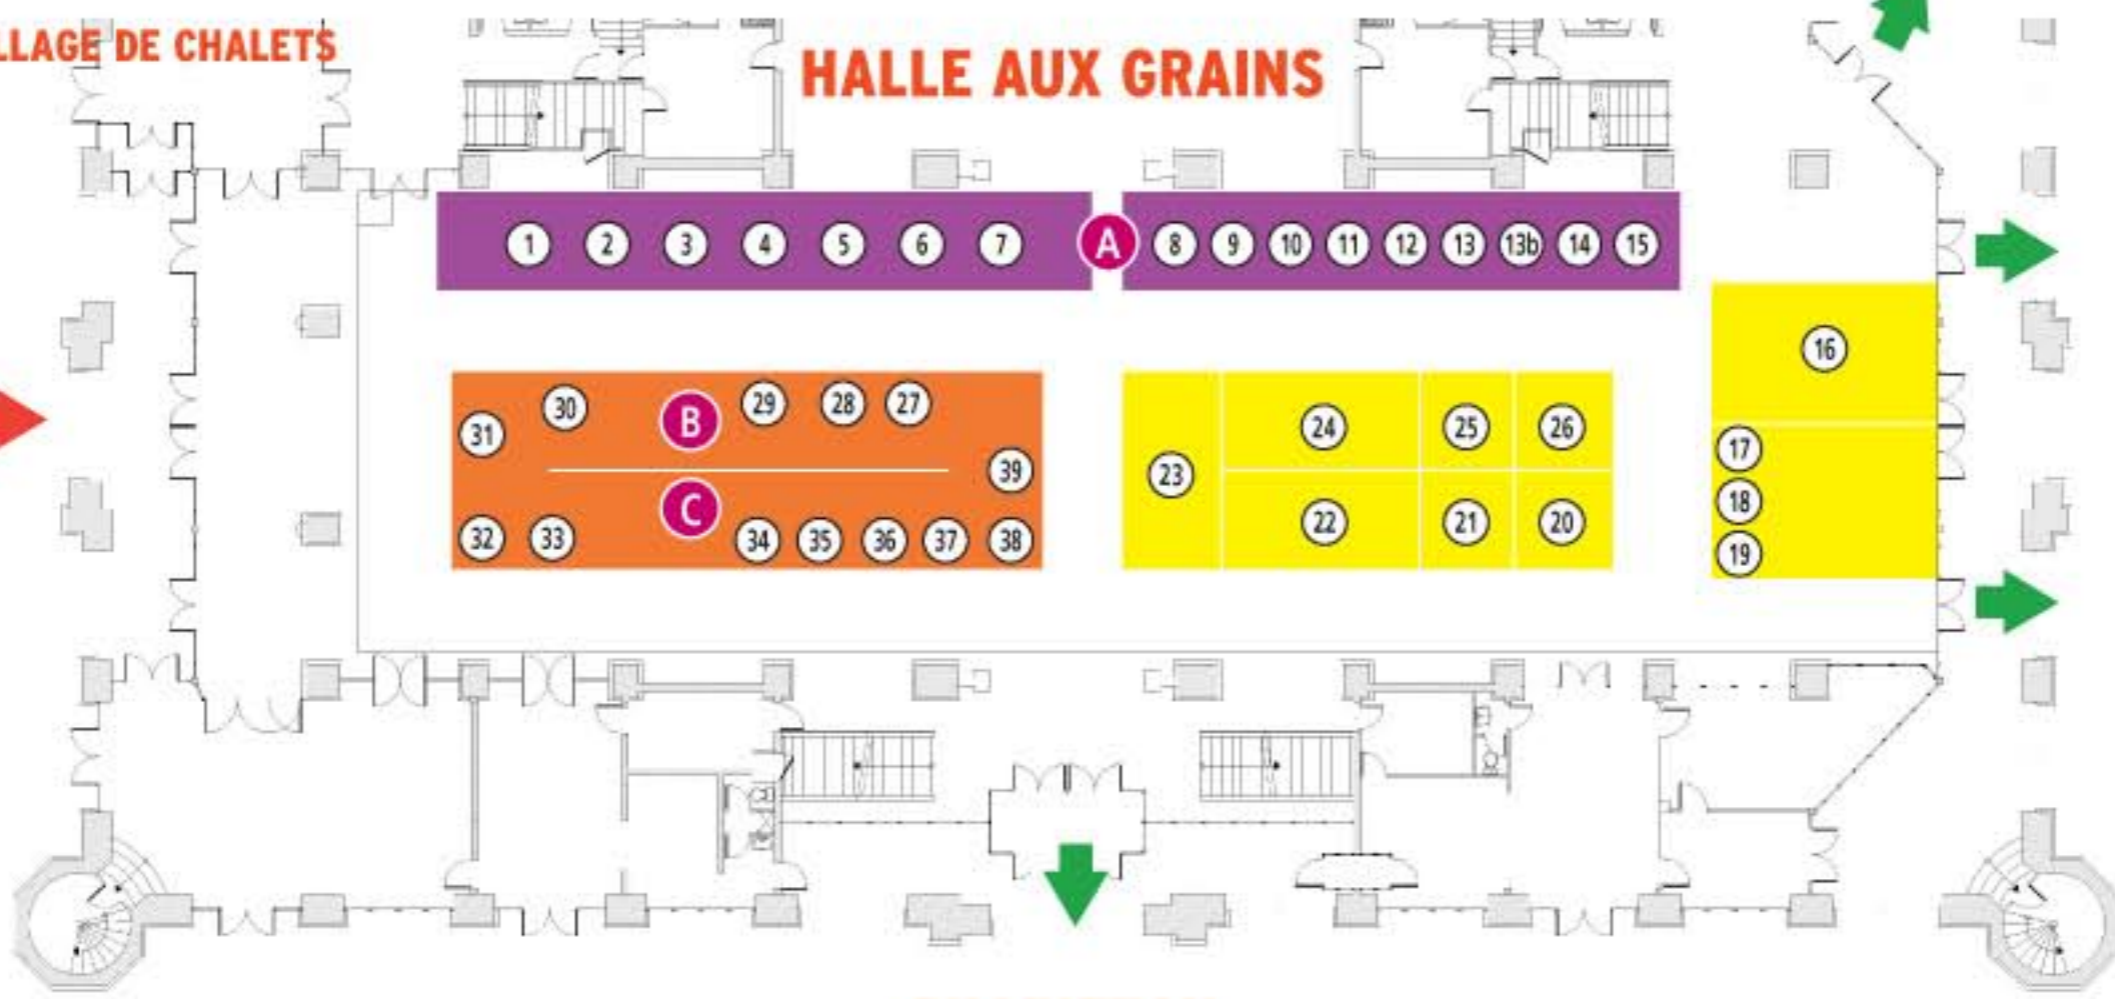 LLAGE DE CHALETS
HALLE AUX GRAINS
1 2 3 4 5 6 7 A 8 9 10 11 12 13 13b 14 15
16
31 30 B 29 28 27
24 25 26
17
39
23
18
C
32 33 34 35 36 37 38
22 21 20
19